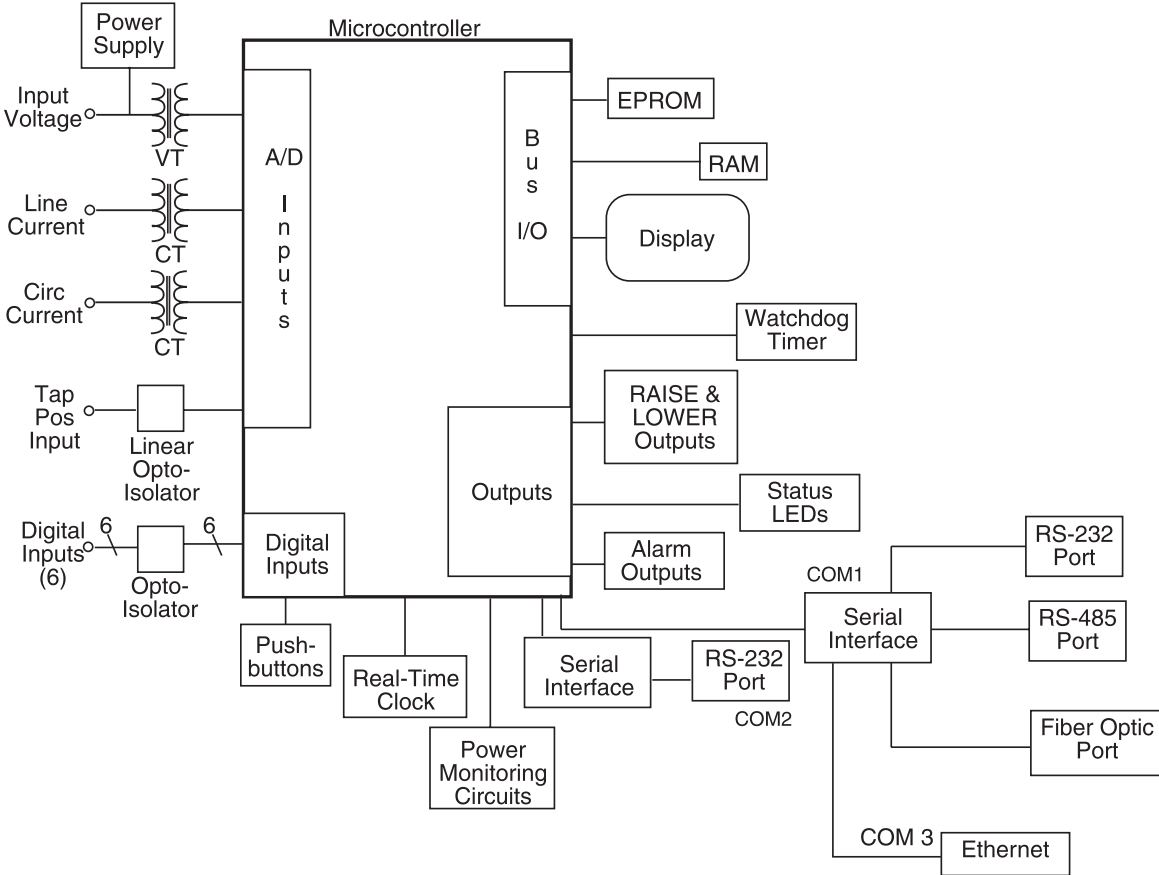 Microcontroller
Power
Supply
Input
Voltage
VT
Line
Current
CT
Circ
Current
CT
Tap
Pos
Input
Linear
Opto-
Isolator
Digital
Inputs
(6)
6
6
Opto-
Isolator
A/D
Inputs
Digital
Inputs
Bus
I/O
Outputs
EPROM
RAM
Display
Watchdog
Timer
RAISE &
LOWER
Outputs
Status
LEDs
Alarm
Outputs
Push-
buttons
Real-Time
Clock
Power
Monitoring
Circuits
Serial
Interface
RS-232
Port
COM2
COM1
Serial
Interface
RS-232
Port
RS-485
Port
Fiber Optic
Port
COM 3
Ethernet